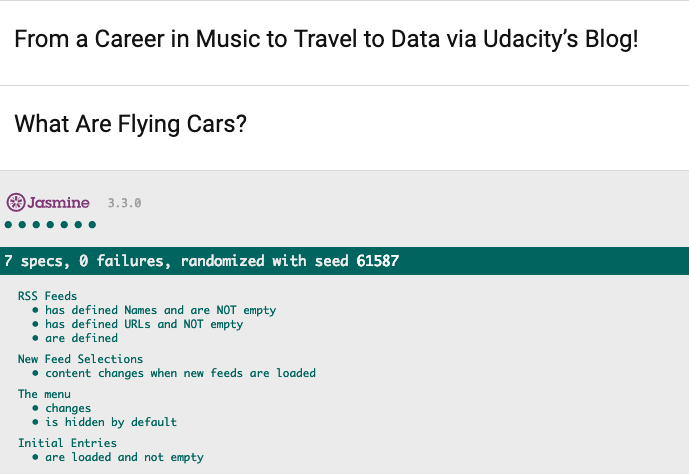 From a Career in Music to Travel to Data via Udacity’s Blog!
What Are Flying Cars?
Jasmine 3.3.0
7 specs, 0 failures, randomized with seed 61587
RSS Feeds
• has defined Names and are NOT empty
• has defined URLs and NOT empty
• are defined
New Feed Selections
• content changes when new feeds are loaded
The menu
• changes
• is hidden by default
Initial Entries
• are loaded and not empty